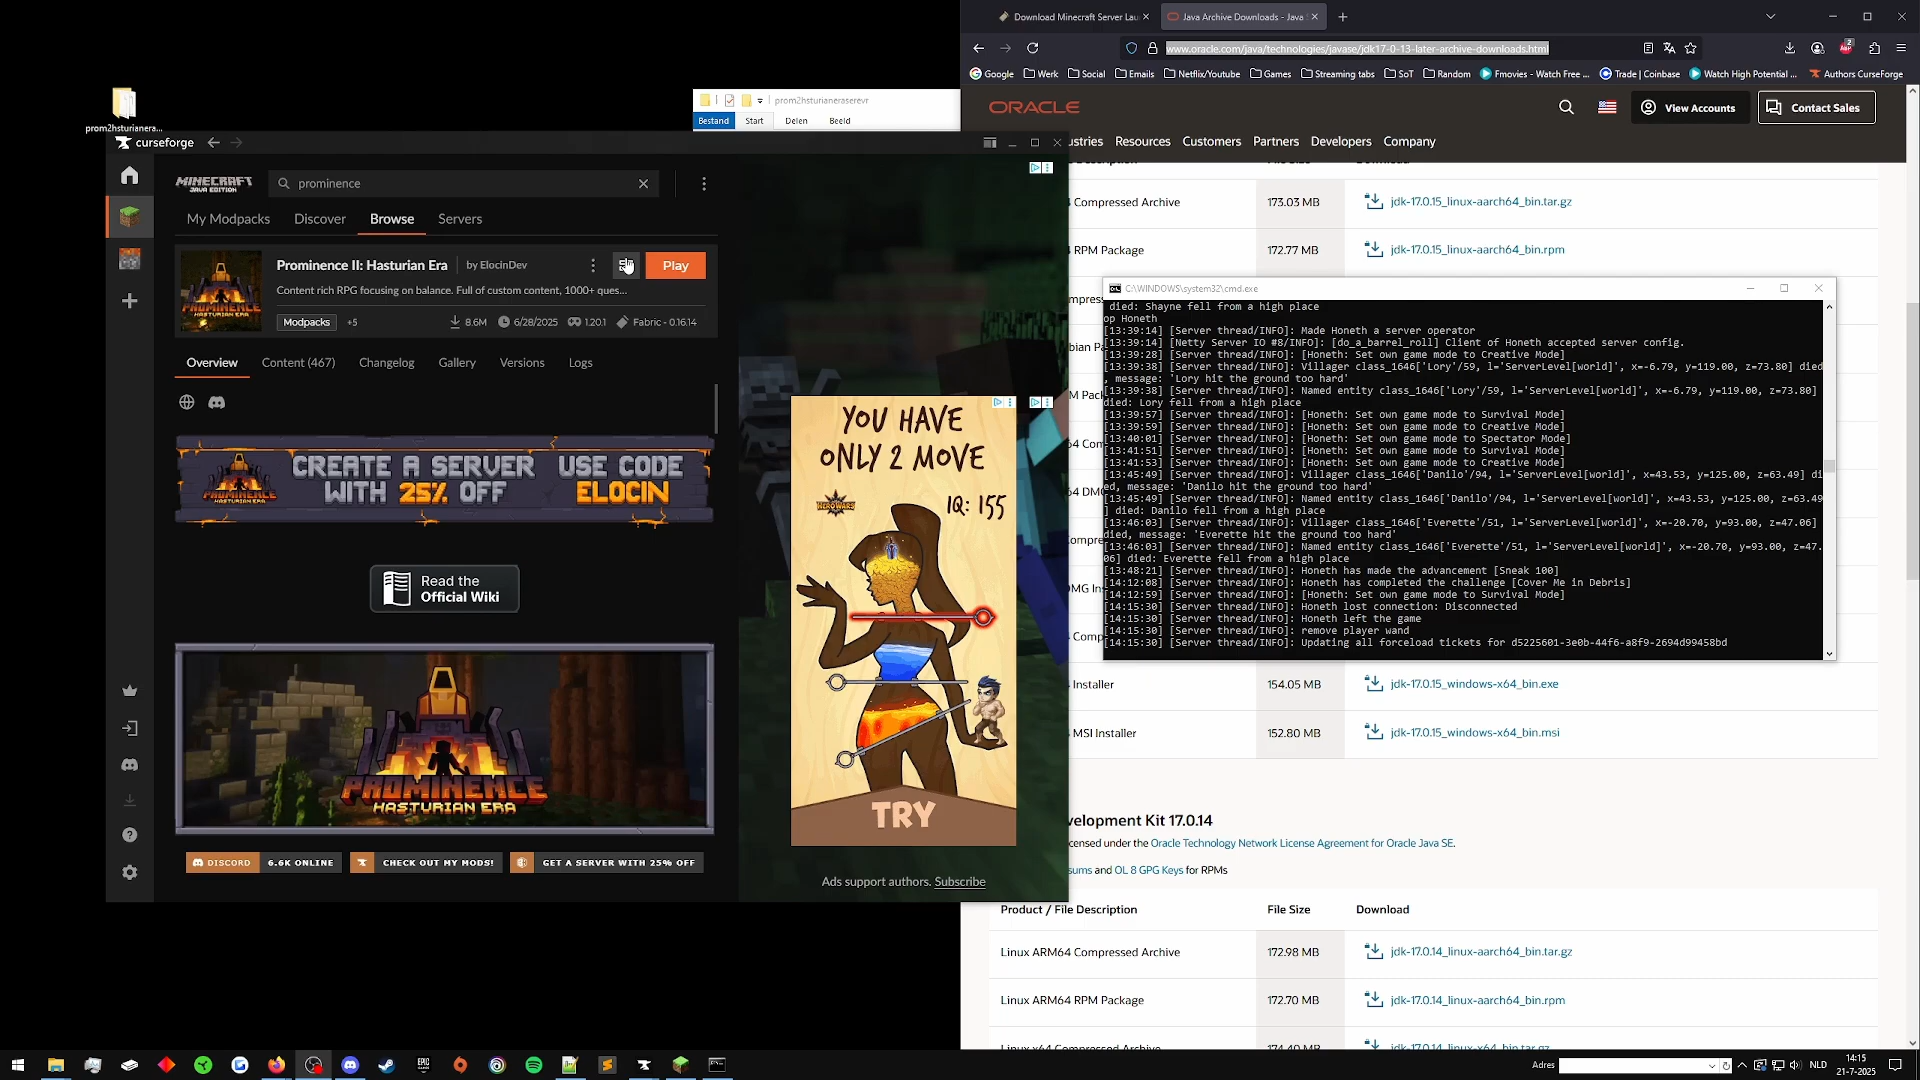 prom2hsturianera...
prom2hsturianeraserevr
Bestand
Start
Delen
Beeld
curseforge
MINECRAFT
JAVA EDITION
prominence
My Modpacks
Discover
Browse
Servers
Prominence II: Hasturian Era
by ElocinDev
Play
Content rich RPG focusing on balance. Full of custom content, 1000+ ques...
Modpacks
+5
8.6M
6/28/2025
1.20.1
Fabric - 0.16.14
Overview
Content (467)
Changelog
Gallery
Versions
Logs
CREATE A SERVER
WITH 25% OFF
USE CODE
ELOCIN
Read the
Official Wiki
PROMINENCE
HASTURIAN ERA
DISCORD
6.6K ONLINE
CHECK OUT MY MODS!
GET A SERVER WITH 25% OFF
YOU HAVE
ONLY 2 MOVE
HERO WARS
IQ: 155
TRY
Ads support authors. Subscribe
Download Minecraft Server Lau
Java Archive Downloads - Java S
www.oracle.com/java/technologies/javase/jdk17-0-13-later-archive-downloads.html
2
Google
Werk
Social
Emails
Netflix/Youtube
Games
Streaming tabs
SoT
Random
Fmovies - Watch Free ...
Trade | Coinbase
Watch High Potential ...
Authors CurseForge
ORACLE
View Accounts
Contact Sales
ustries
Resources
Customers
Partners
Developers
Company
Compressed Archive
173.03 MB
jdk-17.0.15_linux-aarch64_bin.tar.gz
RPM Package
172.77 MB
jdk-17.0.15_linux-aarch64_bin.rpm
C:\WINDOWS\system32\cmd.exe
died: Shayne fell from a high place
op Honeth
[13:39:14] [Server thread/INFO]: Made Honeth a server operator
[13:39:14] [Netty Server IO #8/INFO]: [do_a_barrel_roll] Client of Honeth accepted server config.
[13:39:28] [Server thread/INFO]: [Honeth: Set own game mode to Creative Mode]
[13:39:38] [Server thread/INFO]: Villager class_1646['Lory'/59, l='ServerLevel[world]', x=-6.79, y=119.00, z=73.80] died
, message: 'Lory hit the ground too hard'
[13:39:38] [Server thread/INFO]: Named entity class_1646['Lory'/59, l='ServerLevel[world]', x=-6.79, y=119.00, z=73.80]
died: Lory fell from a high place
[13:39:57] [Server thread/INFO]: [Honeth: Set own game mode to Survival Mode]
[13:39:59] [Server thread/INFO]: [Honeth: Set own game mode to Creative Mode]
[13:40:01] [Server thread/INFO]: [Honeth: Set own game mode to Spectator Mode]
[13:41:51] [Server thread/INFO]: [Honeth: Set own game mode to Survival Mode]
[13:41:53] [Server thread/INFO]: [Honeth: Set own game mode to Creative Mode]
[13:45:49] [Server thread/INFO]: Villager class_1646['Danilo'/94, l='ServerLevel[world]', x=43.53, y=125.00, z=63.49] di
ed, message: 'Danilo hit the ground too hard'
[13:45:49] [Server thread/INFO]: Named entity class_1646['Danilo'/94, l='ServerLevel[world]', x=43.53, y=125.00, z=63.49
] died: Danilo fell from a high place
[13:46:03] [Server thread/INFO]: Villager class_1646['Everette'/51, l='ServerLevel[world]', x=-20.70, y=93.00, z=47.06]
died, message: 'Everette hit the ground too hard'
[13:46:03] [Server thread/INFO]: Named entity class_1646['Everette'/51, l='ServerLevel[world]', x=-20.70, y=93.00, z=47.
06] died: Everette fell from a high place
[13:48:21] [Server thread/INFO]: Honeth has made the advancement [Sneak 100]
[14:12:08] [Server thread/INFO]: Honeth has completed the challenge [Cover Me in Debris]
[14:12:59] [Server thread/INFO]: [Honeth: Set own game mode to Survival Mode]
[14:15:30] [Server thread/INFO]: Honeth lost connection: Disconnected
[14:15:30] [Server thread/INFO]: Honeth left the game
[14:15:30] [Server thread/INFO]: remove player wand
[14:15:30] [Server thread/INFO]: Updating all forceload tickets for d5225601-3e0b-44f6-a8f9-2694d99458bd
Installer
154.05 MB
jdk-17.0.15_windows-x64_bin.exe
MSI Installer
152.80 MB
jdk-17.0.15_windows-x64_bin.msi
velopment Kit 17.0.14
censed under the Oracle Technology Network License Agreement for Oracle Java SE.
sums and OL 8 GPG Keys for RPMs
Product / File Description
File Size
Download
Linux ARM64 Compressed Archive
172.98 MB
jdk-17.0.14_linux-aarch64_bin.tar.gz
Linux ARM64 RPM Package
172.70 MB
jdk-17.0.14_linux-aarch64_bin.rpm
Linux x64 Compressed Archive
174.40 MB
jdk-17.0.14_linux-x64_bin.tar.gz
Adres
NLD
14:15
21-7-2025